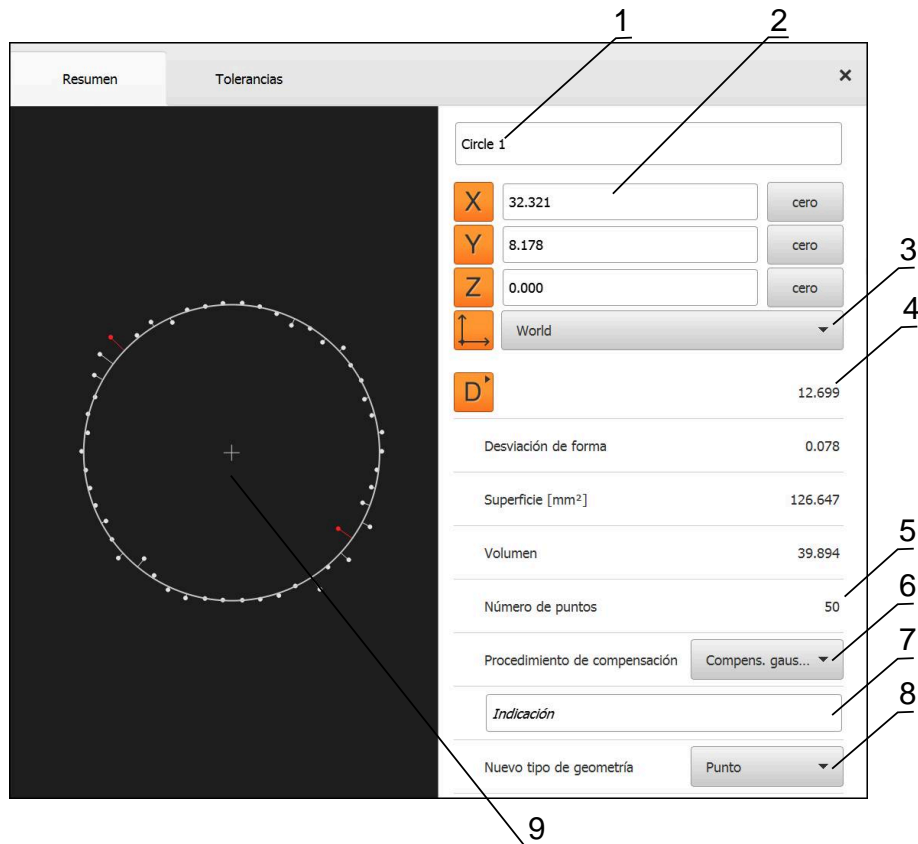 1 2
Resumen Tolerancias ×
Circle 1
X 32.321 cero
Y 8.178 cero
3
Z 0.000 cero
World
4
D 12.699
Desviación de forma 0.078
Superficie [mm²] 126.647
5
Volumen 39.894
6
Número de puntos 50
7
Procedimiento de compensación Compens. gaus...
8
Indicación
Nuevo tipo de geometría Punto
9